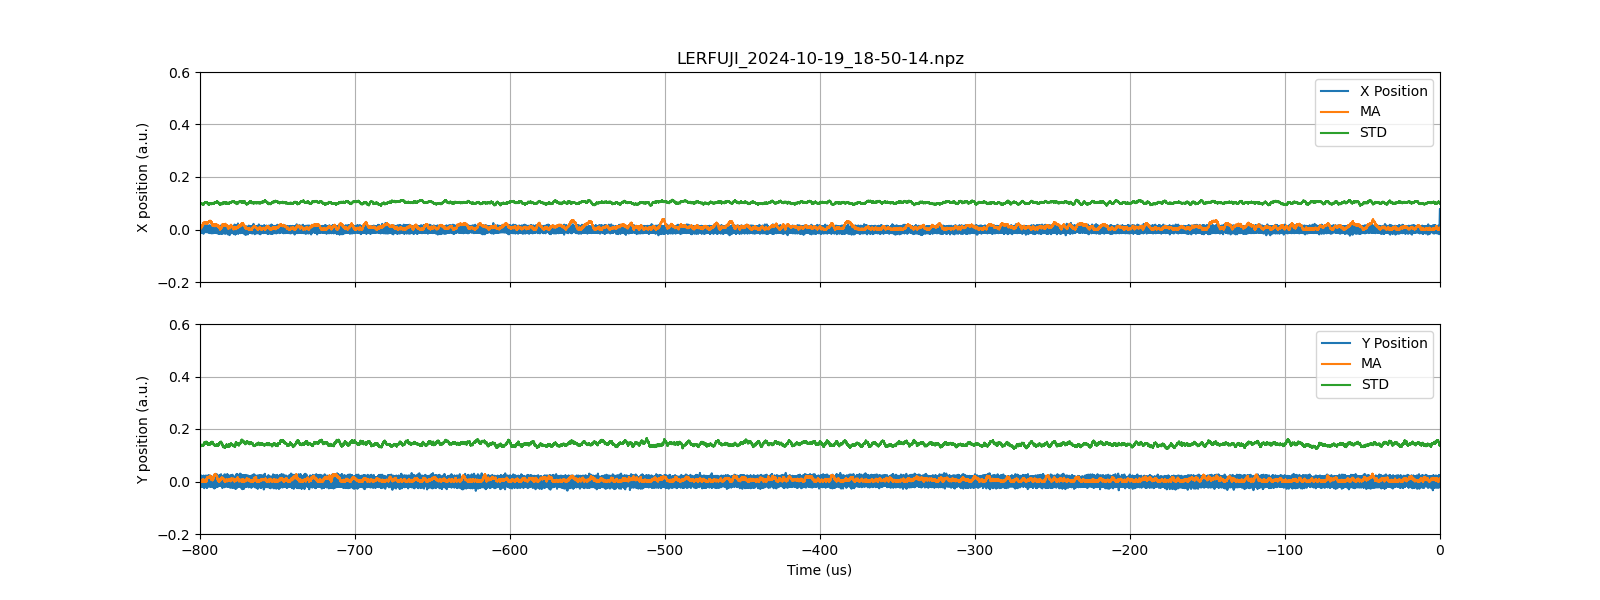 LERFUJI_2024-10-19_18-50-14.npz
0.6
0.4
0.2
0.0
−0.2
X position (a.u.)
X Position
MA
STD
0.6
0.4
0.2
0.0
−0.2
Y position (a.u.)
Y Position
MA
STD
−800 −700 −600 −500 −400 −300 −200 −100 0
Time (us)